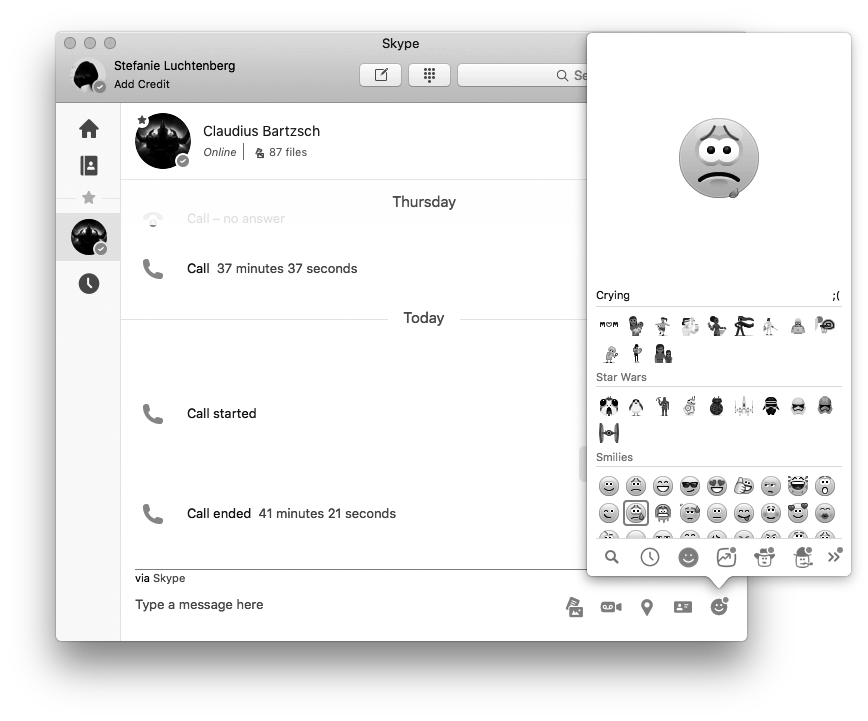 Skype
Stefanie Luchtenberg
Add Credit
Se
Claudius Bartzsch
Online
87 files
Thursday
Call – no answer
Call 37 minutes 37 seconds
Today
Call started
Call ended 41 minutes 21 seconds
via Skype
Type a message here
Crying ;(
Star Wars
Smilies